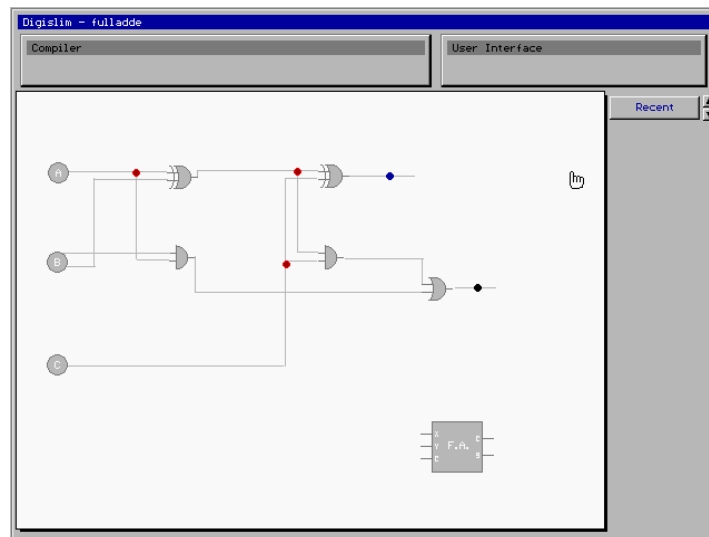 Digislim - fulladde
Compiler
User Interface
Recent
A
B
C
X
Y F.A.
C
C
S